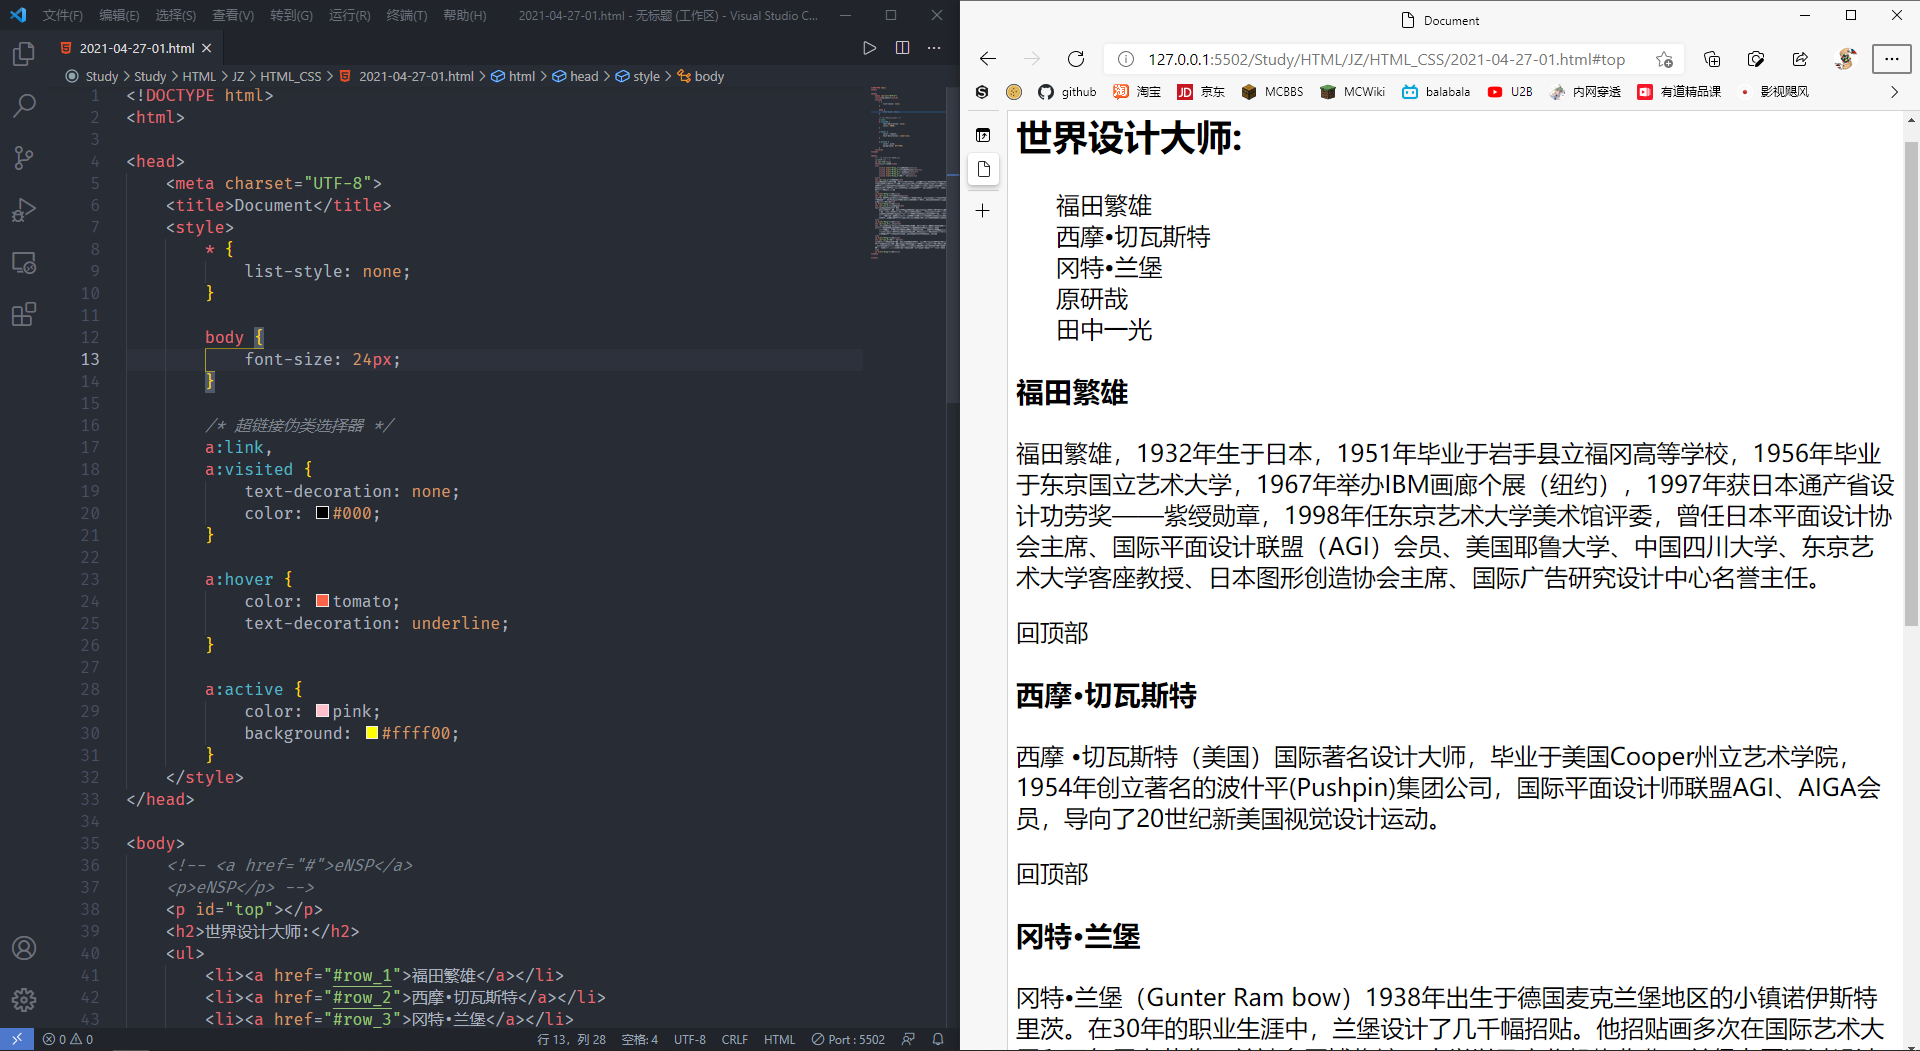 文件(F) 编辑(E) 选择(S) 查看(V) 转到(G) 运行(R) 终端(T) 帮助(H) 2021-04-27-01.html - 无标题 (工作区) - Visual Studio C...
2021-04-27-01.html
Study > Study > HTML > JZ > HTML_CSS > 2021-04-27-01.html > html > head > style > body
1 <!DOCTYPE html>
2 <html>
3
4 <head>
5 <meta charset="UTF-8">
6 <title>Document</title>
7 <style>
8 * {
9 list-style: none;
10 }
11
12 body {
13 font-size: 24px;
14 }
15
16 /* 超链接伪类选择器 */
17 a:link,
18 a:visited {
19 text-decoration: none;
20 color: #000;
21 }
22
23 a:hover {
24 color: tomato;
25 text-decoration: underline;
26 }
27
28 a:active {
29 color: pink;
30 background: #ffff00;
31 }
32 </style>
33 </head>
34
35 <body>
36 <!-- <a href="#">eNSP</a>
37 <p>eNSP</p> -->
38 <p id="top"></p>
39 <h2>世界设计大师:</h2>
40 <ul>
41 <li><a href="#row_1">福田繁雄</a></li>
42 <li><a href="#row_2">西摩•切瓦斯特</a></li>
43 <li><a href="#row_3">冈特•兰堡</a></li>
0 0 行 13, 列 28 空格: 4 UTF-8 CRLF HTML Port : 5502
Document
127.0.0.1:5502/Study/HTML/JZ/HTML_CSS/2021-04-27-01.html#top
github 淘 淘宝 JD 京东 MCBBS MCWiki balabala U2B 内网穿透 有道精品课 影视飓风
世界设计大师:
福田繁雄
西摩•切瓦斯特
冈特•兰堡
原研哉
田中一光
福田繁雄
福田繁雄，1932年生于日本，1951年毕业于岩手县立福冈高等学校，1956年毕业
于东京国立艺术大学，1967年举办IBM画廊个展（纽约），1997年获日本通产省设
计功劳奖——紫绶勋章，1998年任东京艺术大学美术馆评委，曾任日本平面设计协
会主席、国际平面设计联盟（AGI）会员、美国耶鲁大学、中国四川大学、东京艺
术大学客座教授、日本图形创造协会主席、国际广告研究设计中心名誉主任。
回顶部
西摩•切瓦斯特
西摩 •切瓦斯特（美国）国际著名设计大师，毕业于美国Cooper州立艺术学院，
1954年创立著名的波什平(Pushpin)集团公司，国际平面设计师联盟AGI、AIGA会
员，导向了20世纪新美国视觉设计运动。
回顶部
冈特•兰堡
冈特•兰堡（Gunter Ram bow）1938年出生于德国麦克兰堡地区的小镇诺伊斯特
里茨。在30年的职业生涯中，兰堡设计了几千幅招贴。他招贴画多次在国际艺术大